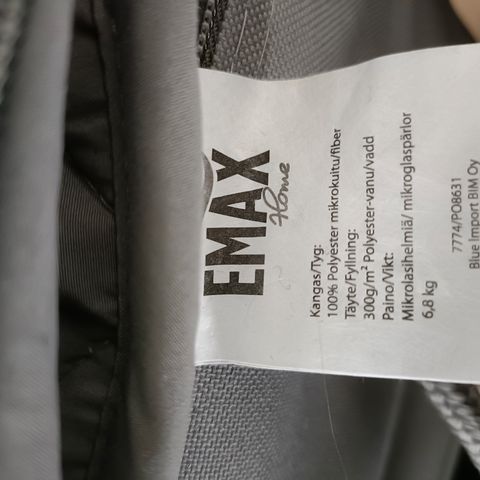 EMAX
Home
Kangas/Tyg:
100% Polyester mikrokuitu/fiber
Täyte/Fyllning:
300g/m² Polyester-vanu/vadd
Paino/Vikt:
Mikrolasihelmiä/ mikroglaspärlor
6,8 kg
7774/PO8631
Blue Import BIM Oy